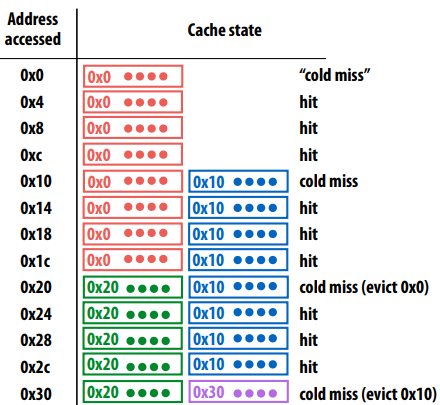 Address accessed Cache state
0x0 0x0 "cold miss"
0x4 0x0 hit
0x8 0x0 hit
0xc 0x0 hit
0x10 0x0 0x10 cold miss
0x14 0x0 0x10 hit
0x18 0x0 0x10 hit
0x1c 0x0 0x10 hit
0x20 0x20 0x10 cold miss (evict 0x0)
0x24 0x20 0x10 hit
0x28 0x20 0x10 hit
0x2c 0x20 0x10 hit
0x30 0x20 0x30 cold miss (evict 0x10)